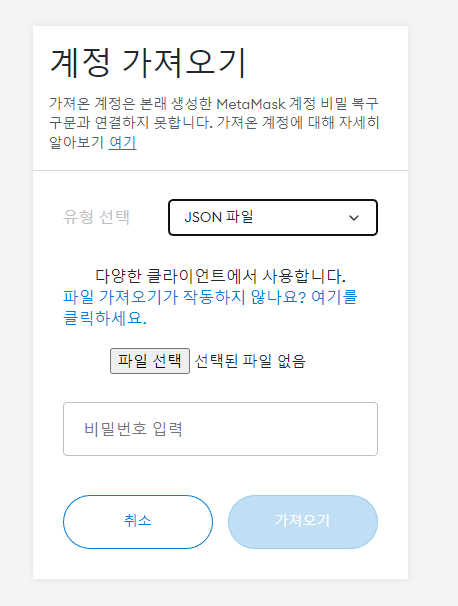 계정 가져오기
가져온 계정은 본래 생성한 MetaMask 계정 비밀 복구
구문과 연결하지 못합니다. 가져온 계정에 대해 자세히
알아보기 여기
유형 선택
JSON 파일
다양한 클라이언트에서 사용합니다.
파일 가져오기가 작동하지 않나요? 여기를
클릭하세요.
파일 선택 선택된 파일 없음
비밀번호 입력
취소
가져오기